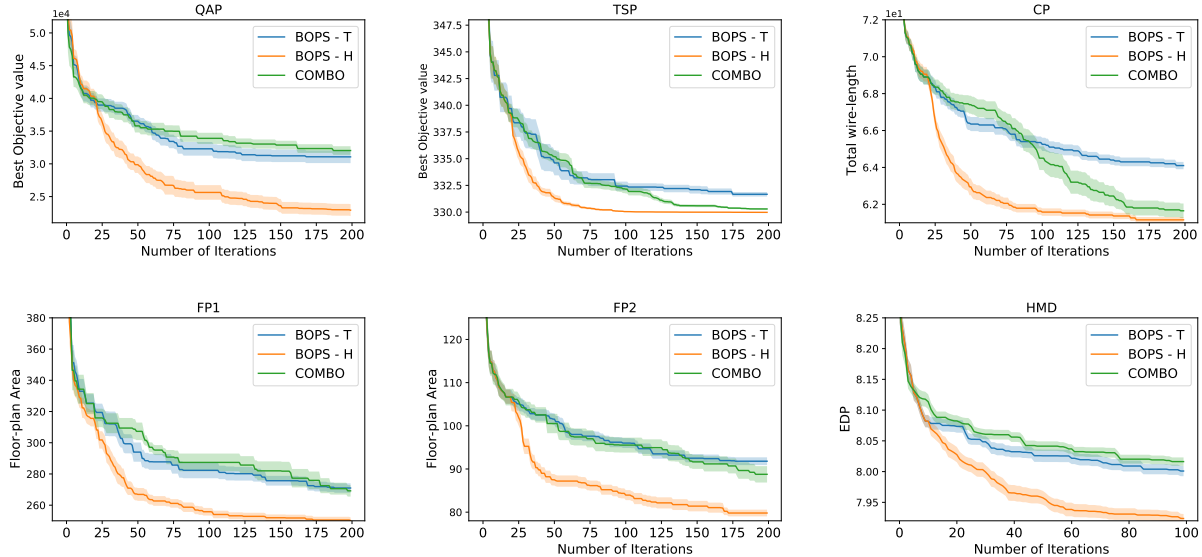 QAP
1e4
Best Objective value
5.0
4.5
4.0
3.5
3.0
2.5
0 25 50 75 100 125 150 175 200
Number of Iterations
BOPS - T
BOPS - H
COMBO
TSP
Best Objective value
347.5
345.0
342.5
340.0
337.5
335.0
332.5
330.0
0 25 50 75 100 125 150 175 200
Number of Iterations
BOPS - T
BOPS - H
COMBO
CP
1e1
Total wire-length
7.2
7.0
6.8
6.6
6.4
6.2
0 25 50 75 100 125 150 175 200
Number of Iterations
BOPS - T
BOPS - H
COMBO
FP1
Floor-plan Area
380
360
340
320
300
280
260
0 25 50 75 100 125 150 175 200
Number of Iterations
BOPS - T
BOPS - H
COMBO
FP2
Floor-plan Area
120
110
100
90
80
0 25 50 75 100 125 150 175 200
Number of Iterations
BOPS - T
BOPS - H
COMBO
HMD
EDP
8.25
8.20
8.15
8.10
8.05
8.00
7.95
0 20 40 60 80 100
Number of Iterations
BOPS - T
BOPS - H
COMBO